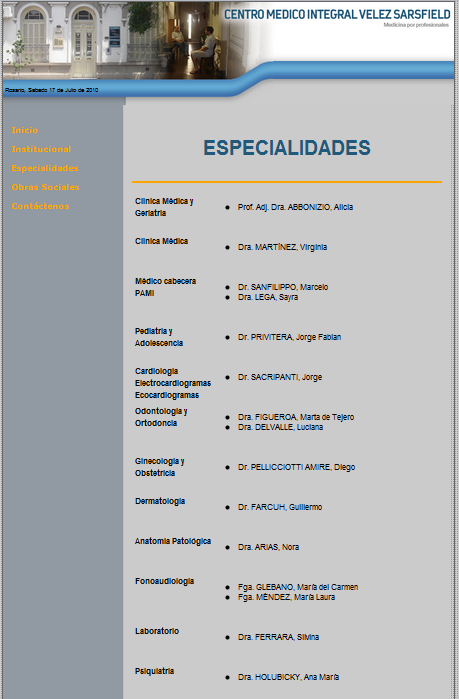 CENTRO MEDICO INTEGRAL VELEZ SARSFIELD
Medicina por profesionales
Rosario, Sabado 17 de Julio de 2010
Inicio
Institucional
Especialidades
Obras Sociales
Contáctenos
ESPECIALIDADES
Clínica Médica y
Geriatría
Prof. Adj. Dra. ABBONIZIO, Alicia
Clínica Médica
Dra. MARTÍNEZ, Virginia
Médico cabecera
PAMI
Dr. SANFILIPPO, Marcelo
Dra. LEGA, Sayra
Pediatría y
Adolescencia
Dr. PRIVITERA, Jorge Fabian
Cardiología
Electrocardiogramas
Ecocardiogramas
Dr. SACRIPANTI, Jorge
Odontología y
Ortodoncia
Dra. FIGUEROA, Marta de Tejero
Dra. DELVALLE, Luciana
Ginecología y
Obstetricia
Dr. PELLICCIOTTI AMIRE, Diego
Dermatología
Dr. FARCUH, Guillermo
Anatomía Patológica
Dra. ARIAS, Nora
Fonoaudiología
Fga. GLEBANO, María del Carmen
Fga. MÉNDEZ, María Laura
Laboratorio
Dra. FERRARA, Silvina
Psiquiatría
Dra. HOLUBICKY, Ana María